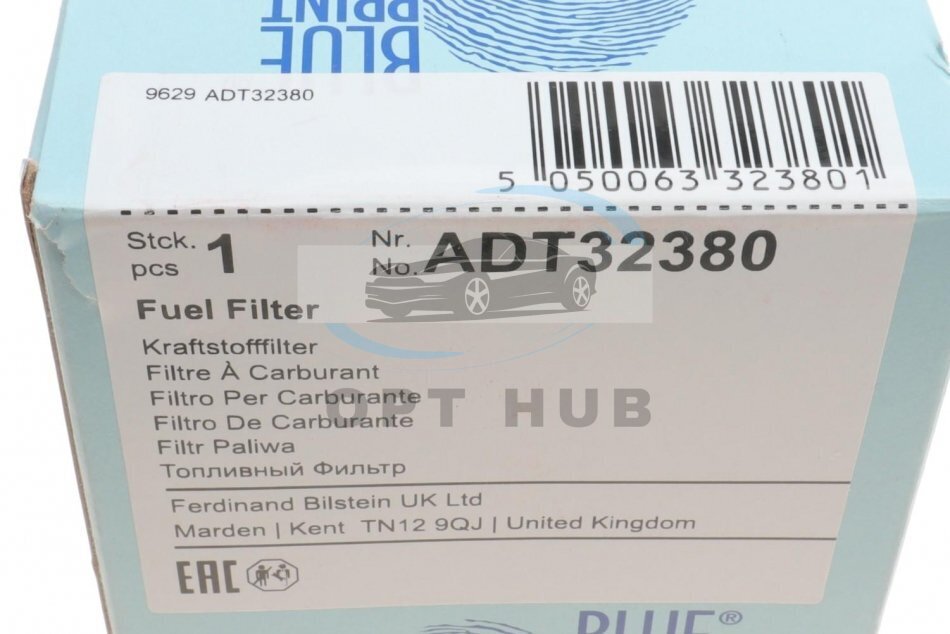 BLUE
PRINT
9629 ADT32380
5 050063 323801
Stck. 1 Nr. ADT32380
pcs No.
Fuel Filter
Kraftstofffilter
Filtre À Carburant
Filtro Per Carburante
Filtro De Carburante
OPT HUB
Filtr Paliwa
Топливный Фильтр
Ferdinand Bilstein UK Ltd
Marden | Kent TN12 9QJ | United Kingdom
EAC
BLUE®